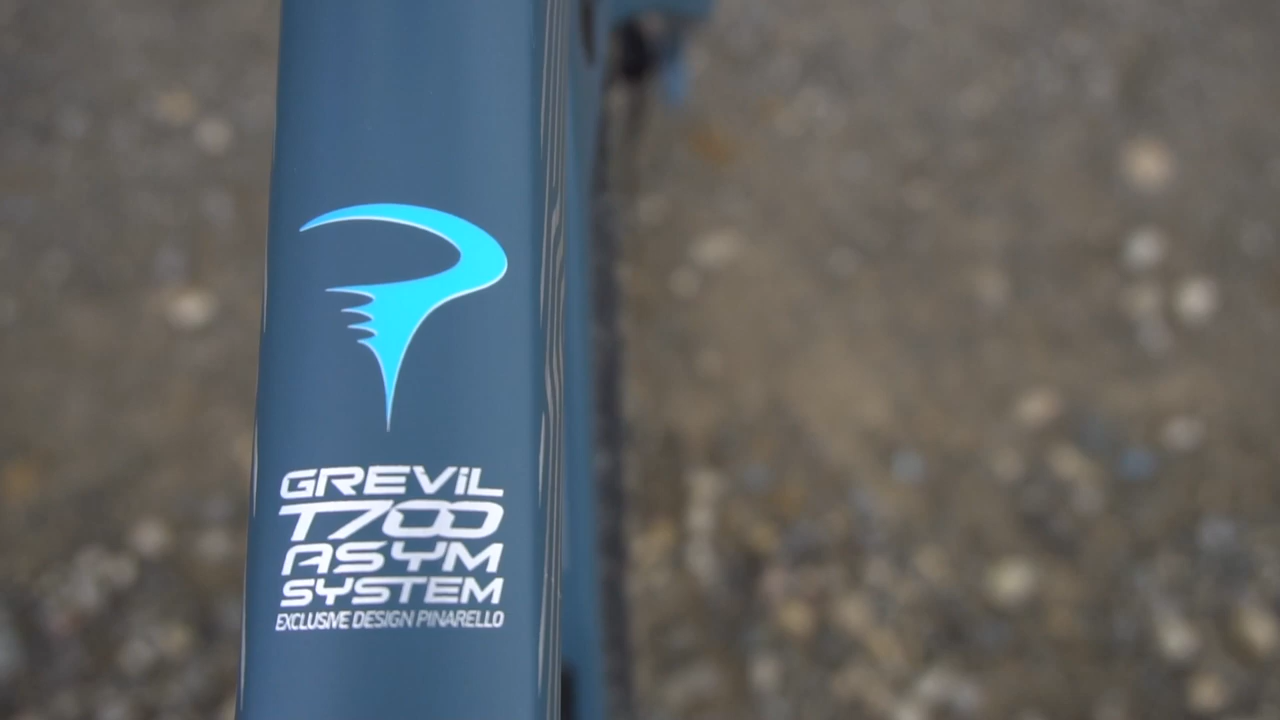 GREViL
T700
ASYM
SYSTEM
EXCLUSIVE DESIGN PINARELLO